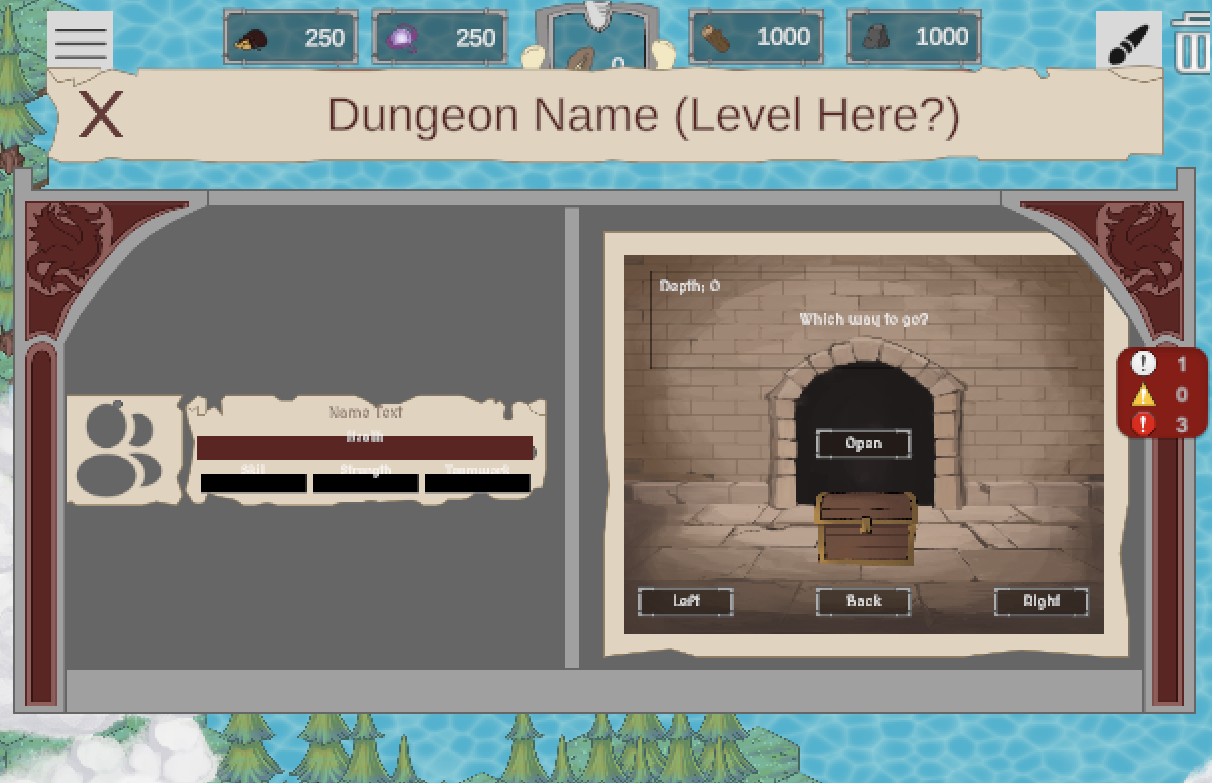 250
250
0
1000
1000
X
Dungeon Name (Level Here?)
Depth: 0
Which way to go?
Name Text
Health
Skill
Strength
Teamwork
Open
Left
Back
Right
1
0
3